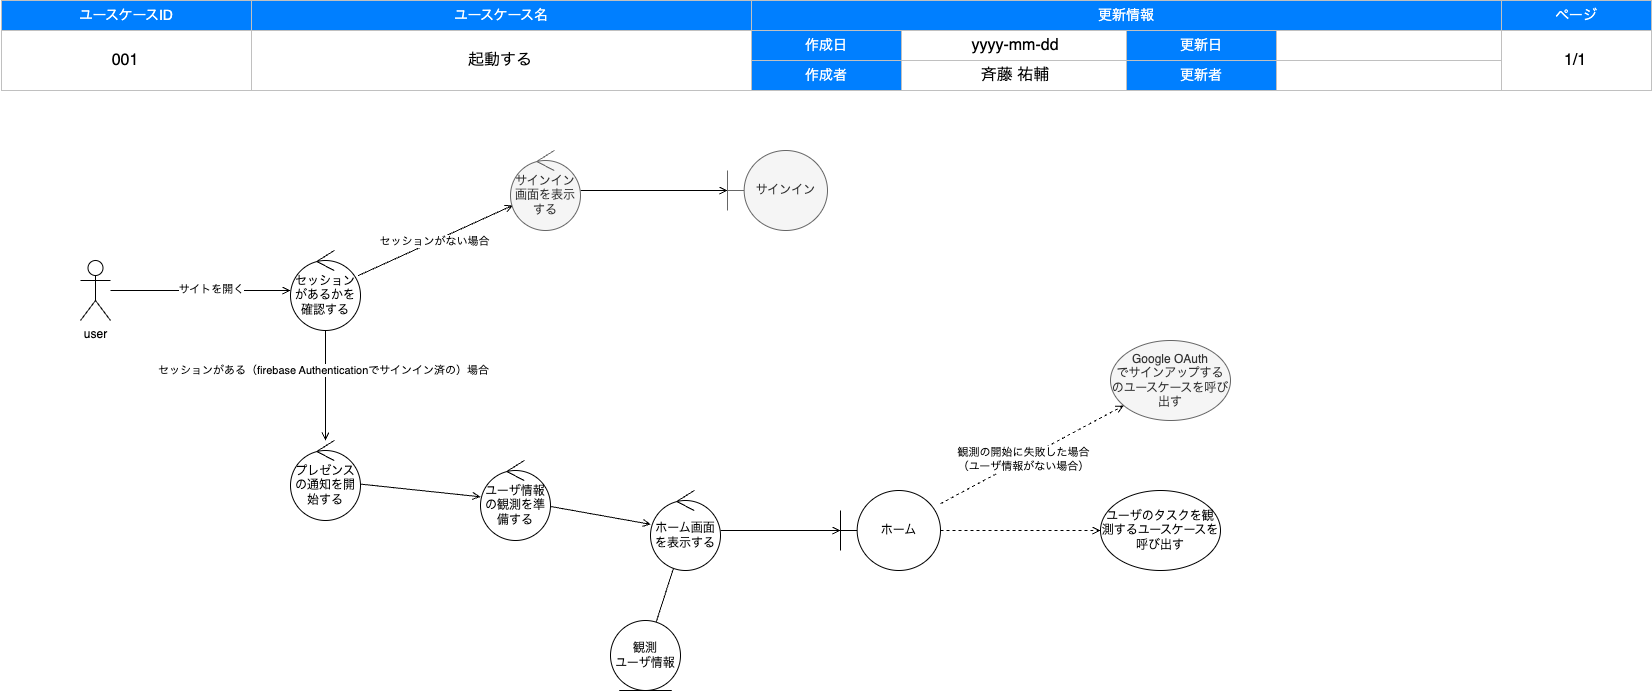 ユースケースID
ユースケース名
更新情報
ページ
001
起動する
作成日
yyyy-mm-dd
更新日
1/1
作成者
斉藤 祐輔
更新者
サインイン
画面を表示
する
サインイン
セッションがない場合
user
サイトを開く
セッション
があるかを
確認する
セッションがある（firebase Authenticationでサインイン済の）場合
Google OAuth
でサインアップする
のユースケースを呼び
出す
観測の開始に失敗した場合
（ユーザ情報がない場合）
プレゼンス
の通知を開
始する
ユーザ情報
の観測を準
備する
ホーム画面
を表示する
ホーム
ユーザのタスクを観
測するユースケースを
呼び出す
観測
ユーザ情報